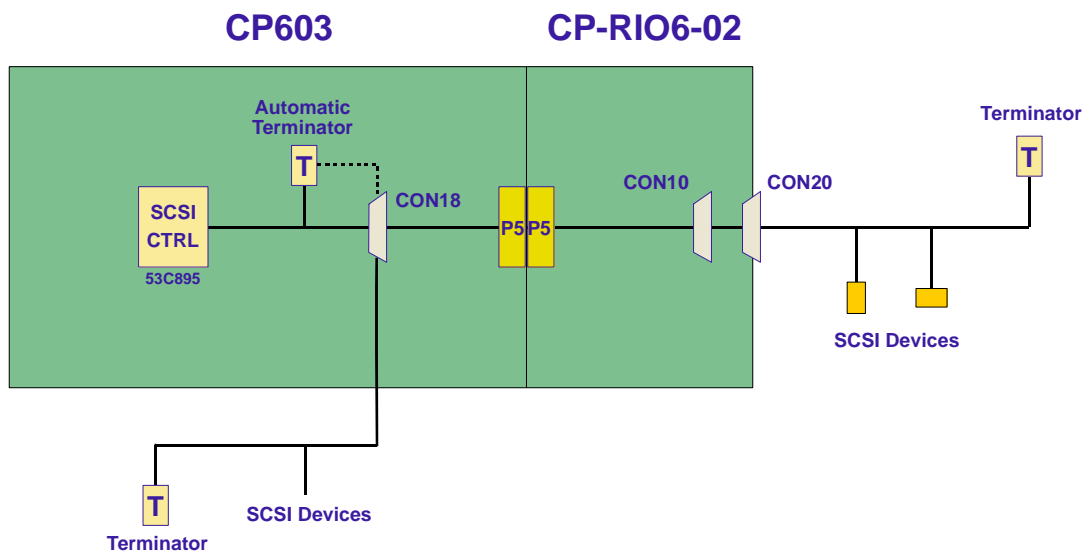 CP603
CP-RIO6-02
Automatic
Terminator
T
Terminator
T
CON18
CON10
CON20
SCSI
CTRL
53C895
P5
P5
SCSI Devices
T
Terminator
SCSI Devices